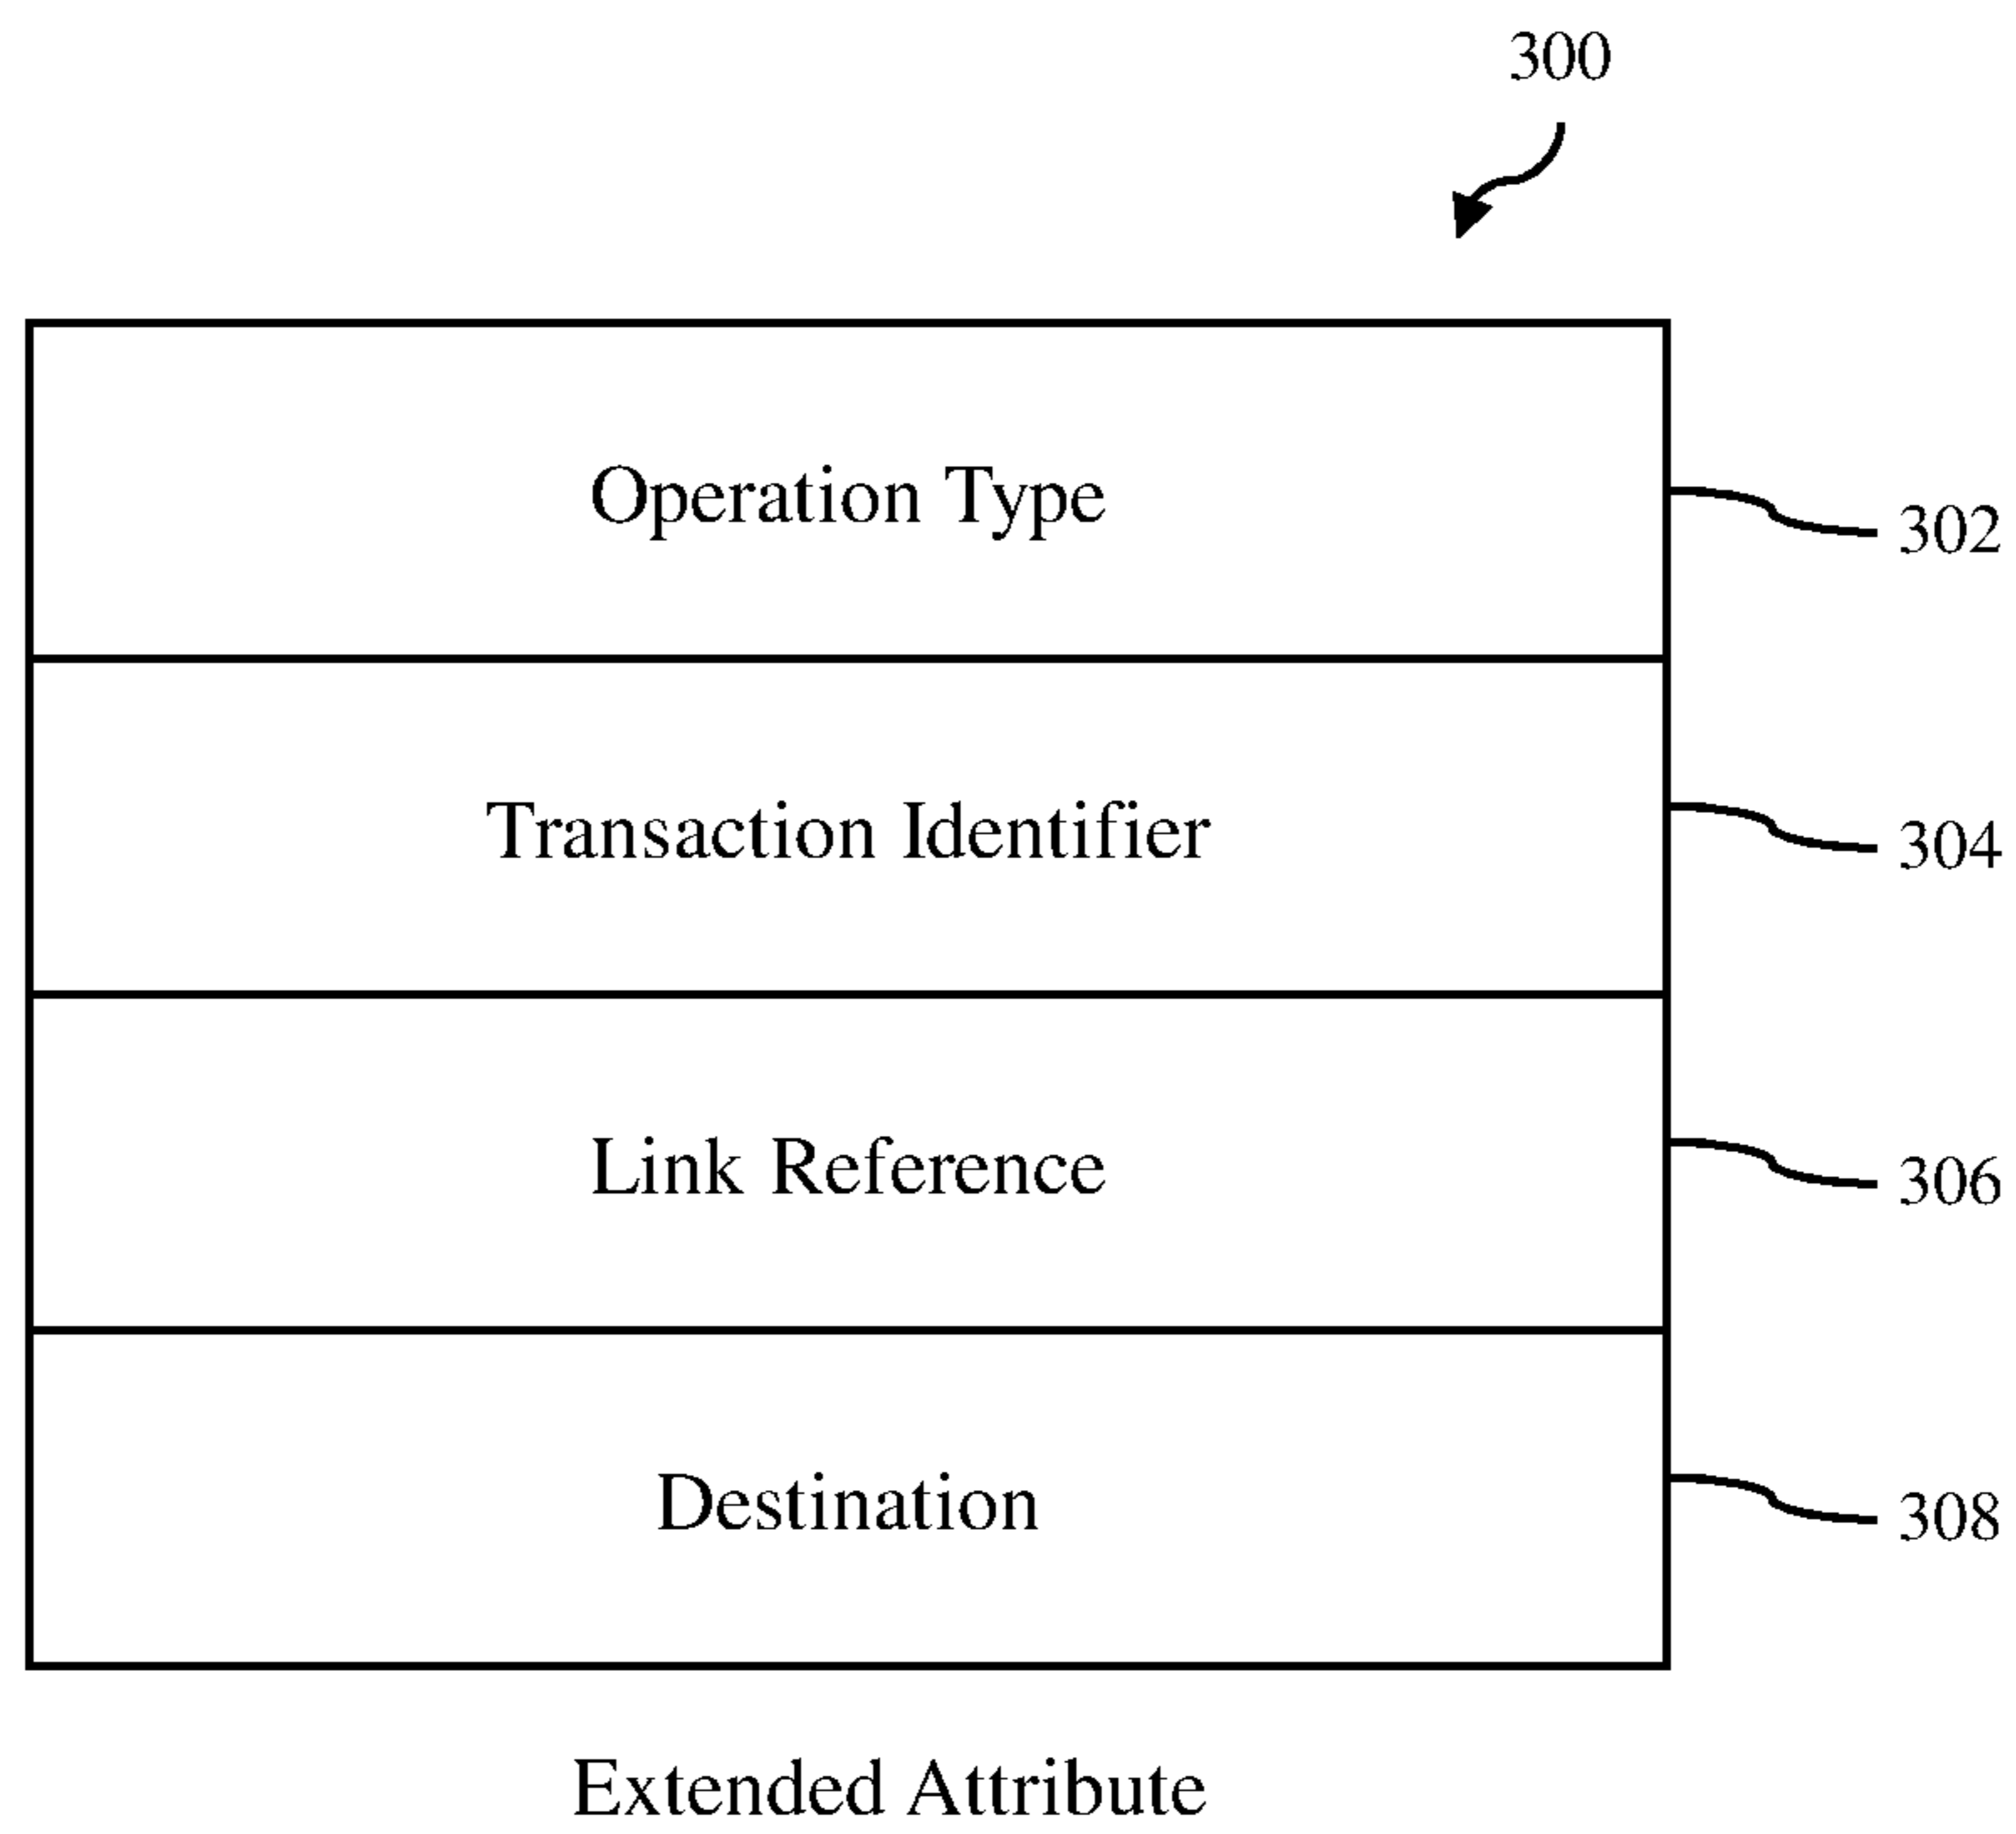 300
Operation Type
302
Transaction Identifier
304
Link Reference
306
Destination
308
Extended Attribute